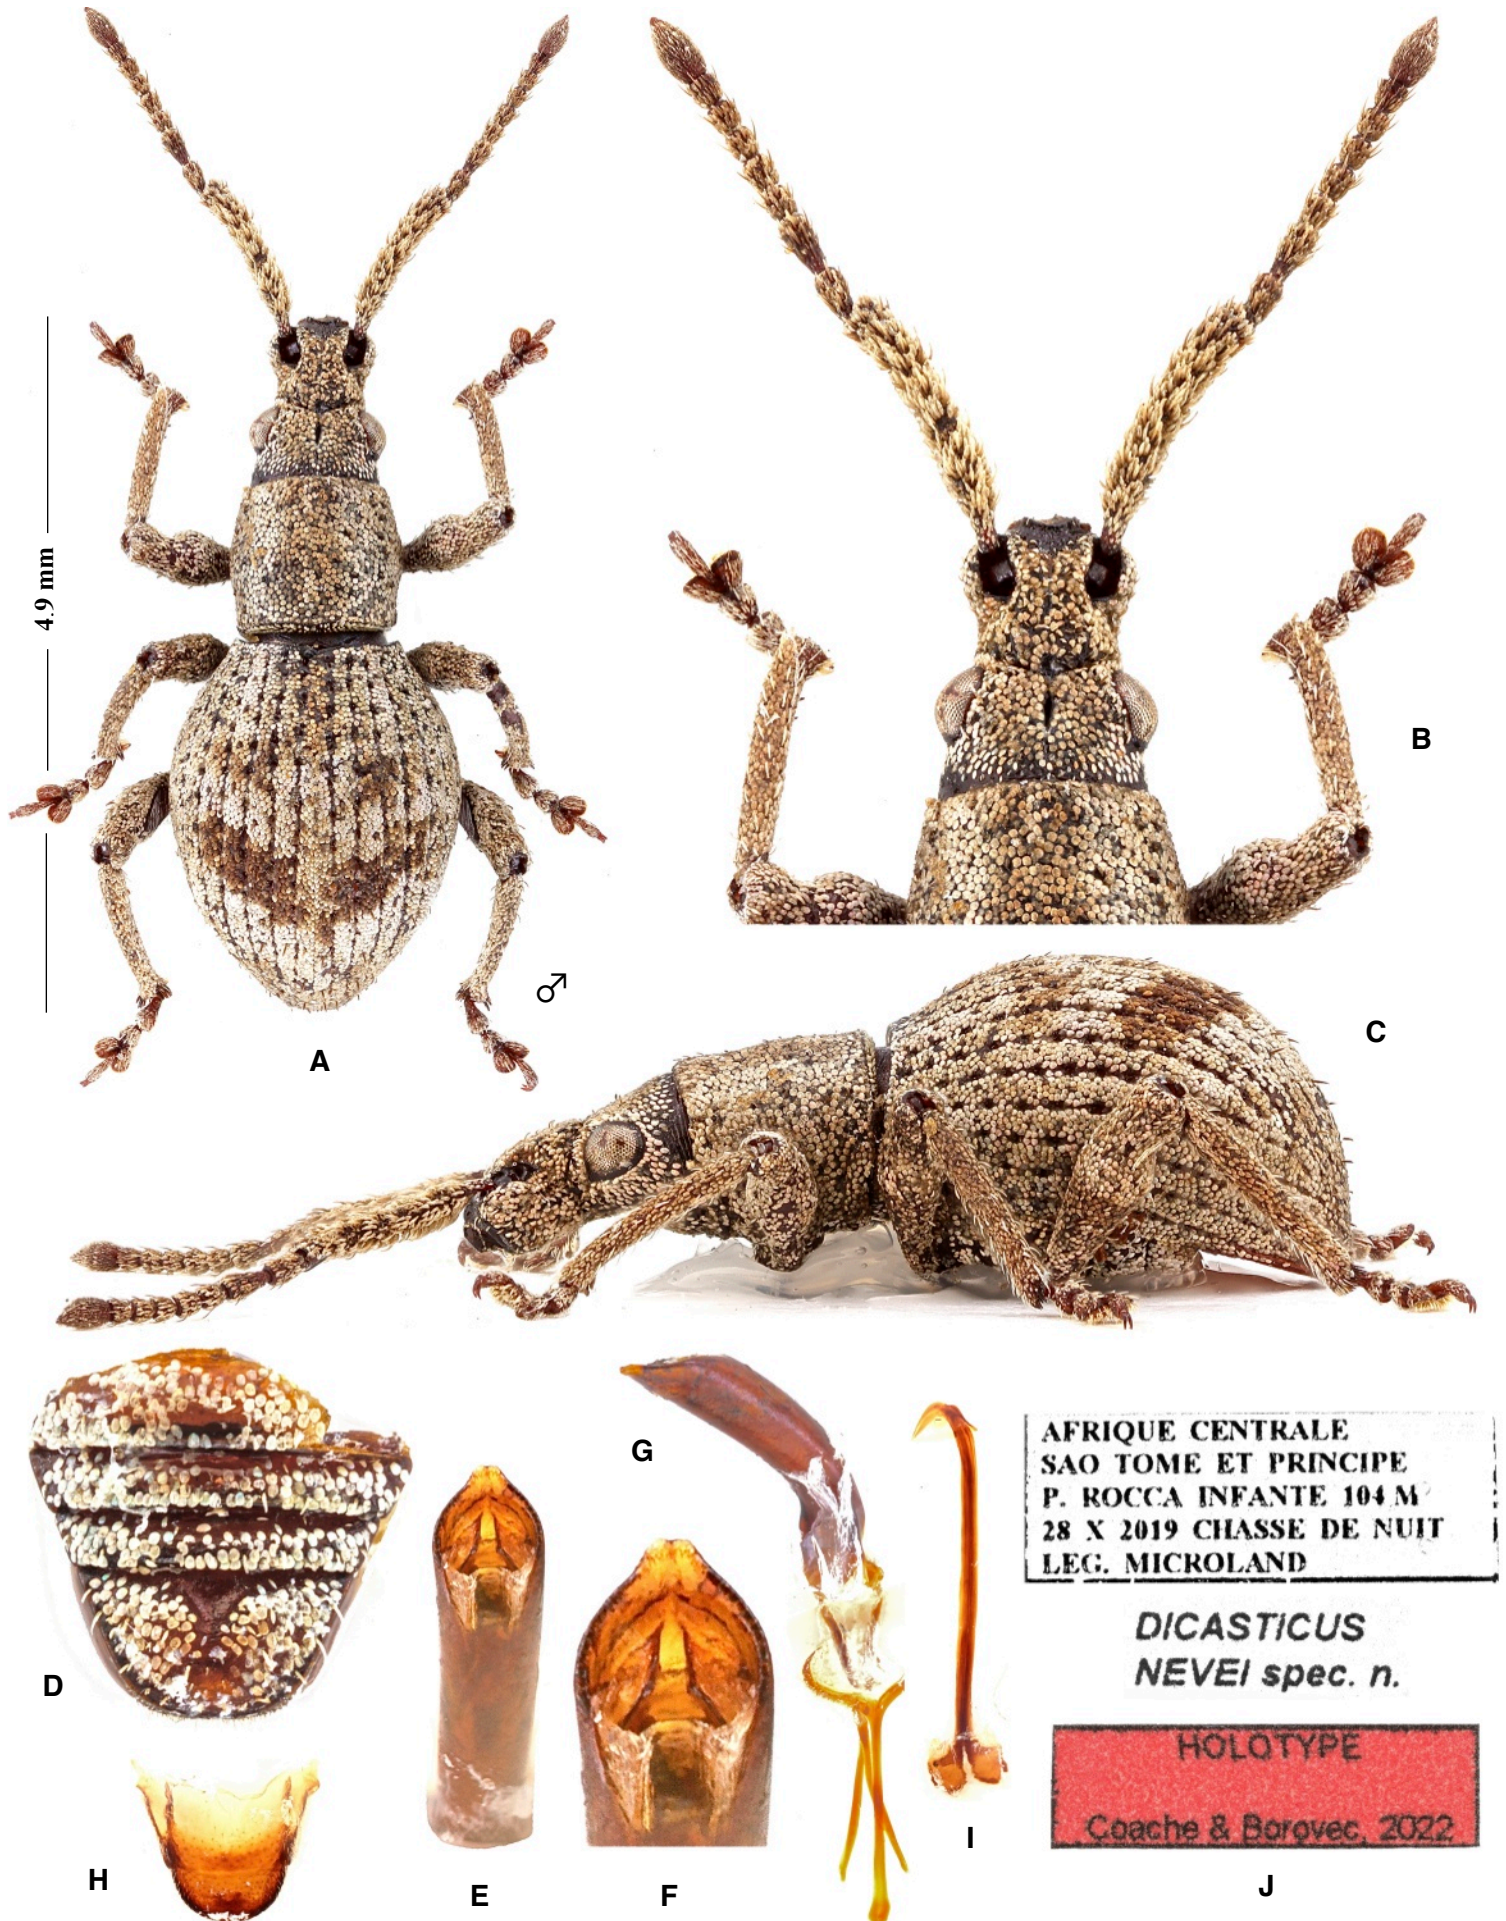 4.9 mm
♂
A
B
C
D
G
AFRIQUE CENTRALE
SAO TOME ET PRINCIPE
P. ROCCA INFANTE 104 M
28 X 2019 CHASSE DE NUIT
LEG. MICROLAND
DICASTICUS
NEVEI spec. n.
HOLOTYPE
Coache & Borovec, 2022
H
E
F
I
J